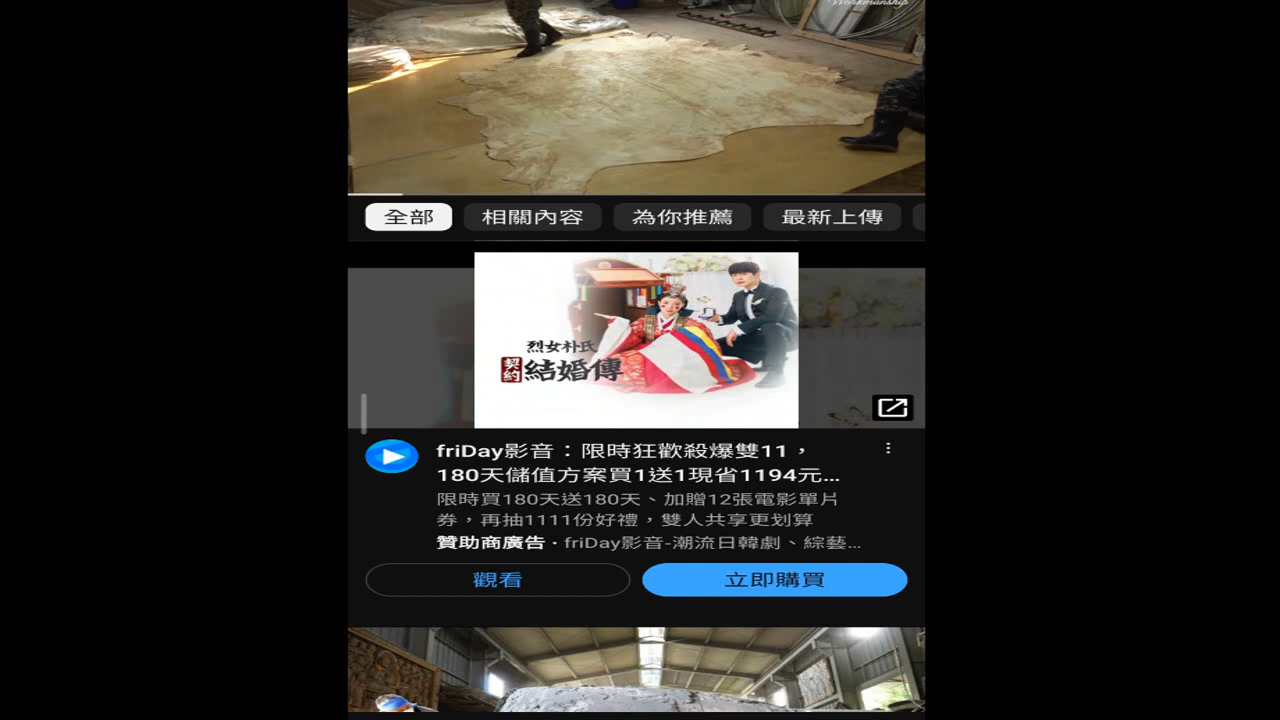 Workmanship
全部
相關內容
為你推薦
最新上傳
烈女朴氏
契約
結婚傳
friDay影音：限時狂歡殺爆雙11，
180天儲值方案買1送1現省1194元...
限時買180天送180天、加贈12張電影單片
券，再抽1111份好禮，雙人共享更划算
贊助商廣告・friDay影音-潮流日韓劇、綜藝...
觀看
立即購買